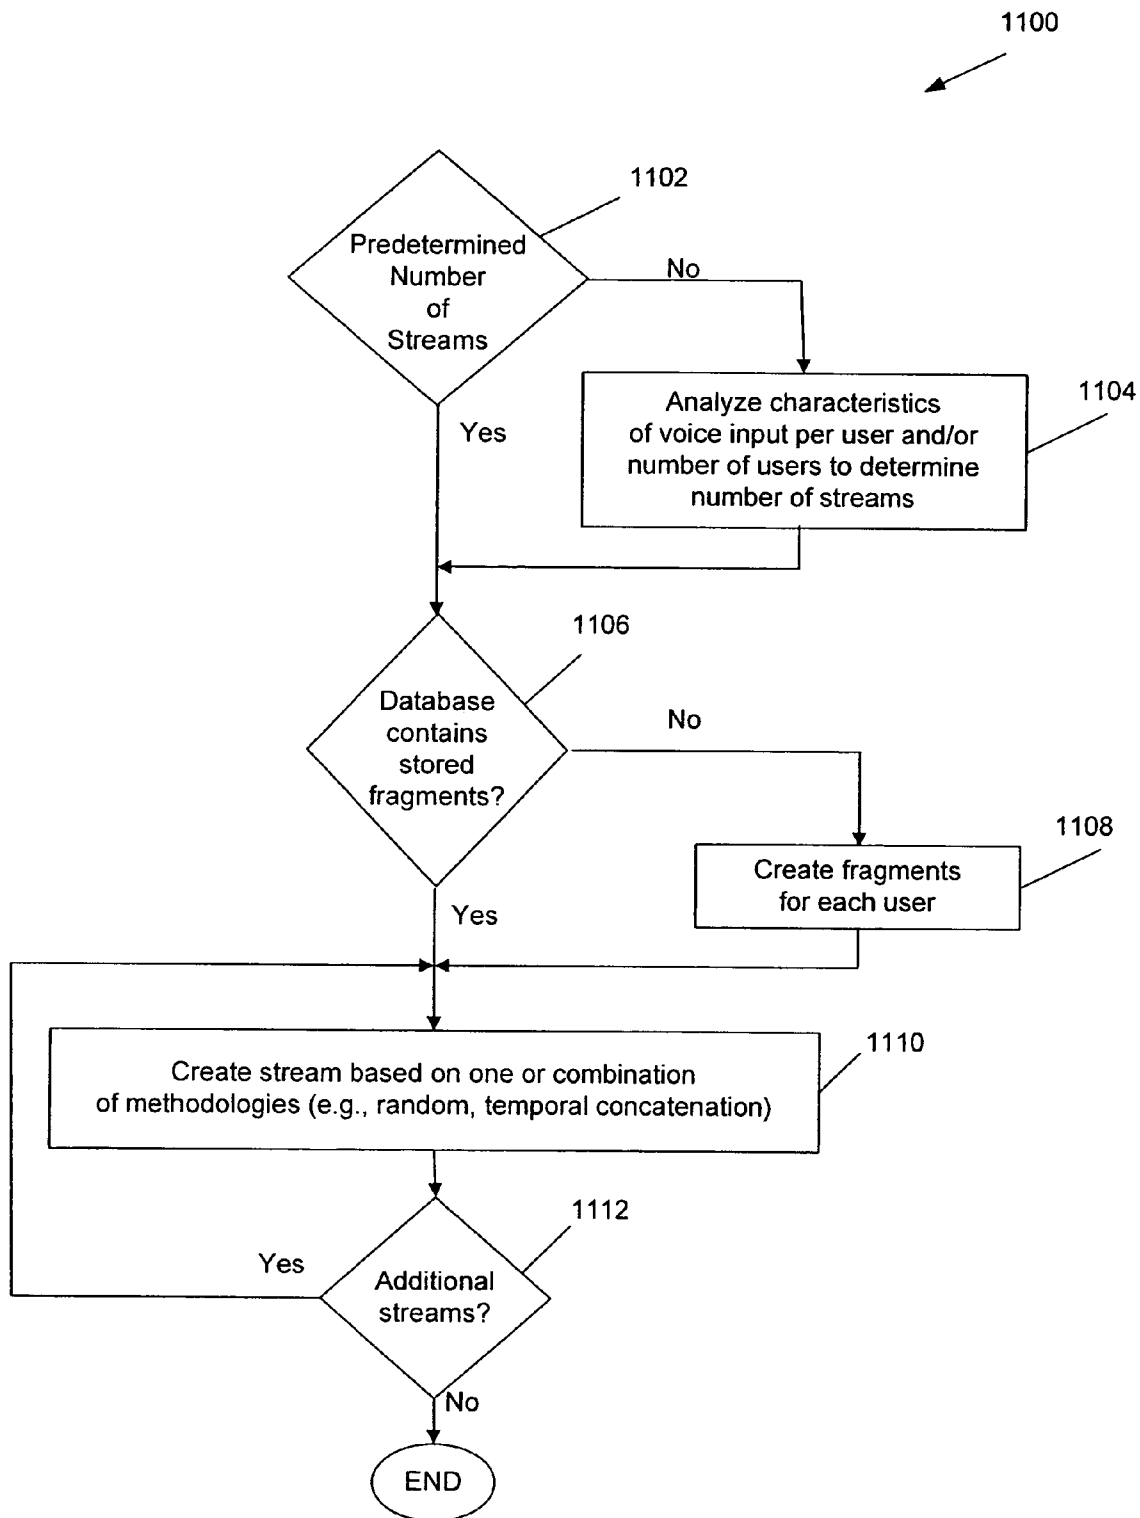 1100
1102
Predetermined
Number
of
Streams
No
Yes
1104
Analyze characteristics
of voice input per user and/or
number of users to determine
number of streams
1106
Database
contains
stored
fragments?
No
Yes
1108
Create fragments
for each user
1110
Create stream based on one or combination
of methodologies (e.g., random, temporal concatenation)
1112
Yes
Additional
streams?
No
END